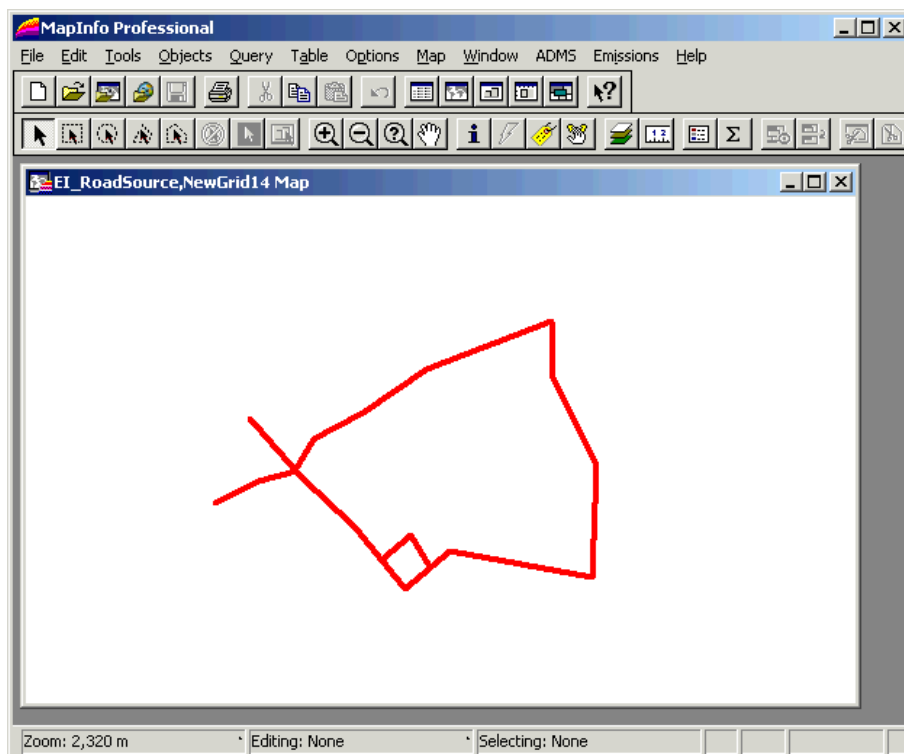 MapInfo Professional
File Edit Tools Objects Query Table Options Map Window ADMS Emissions Help
EI_RoadSource,NewGrid14 Map
Zoom: 2,320 m Editing: None Selecting: None